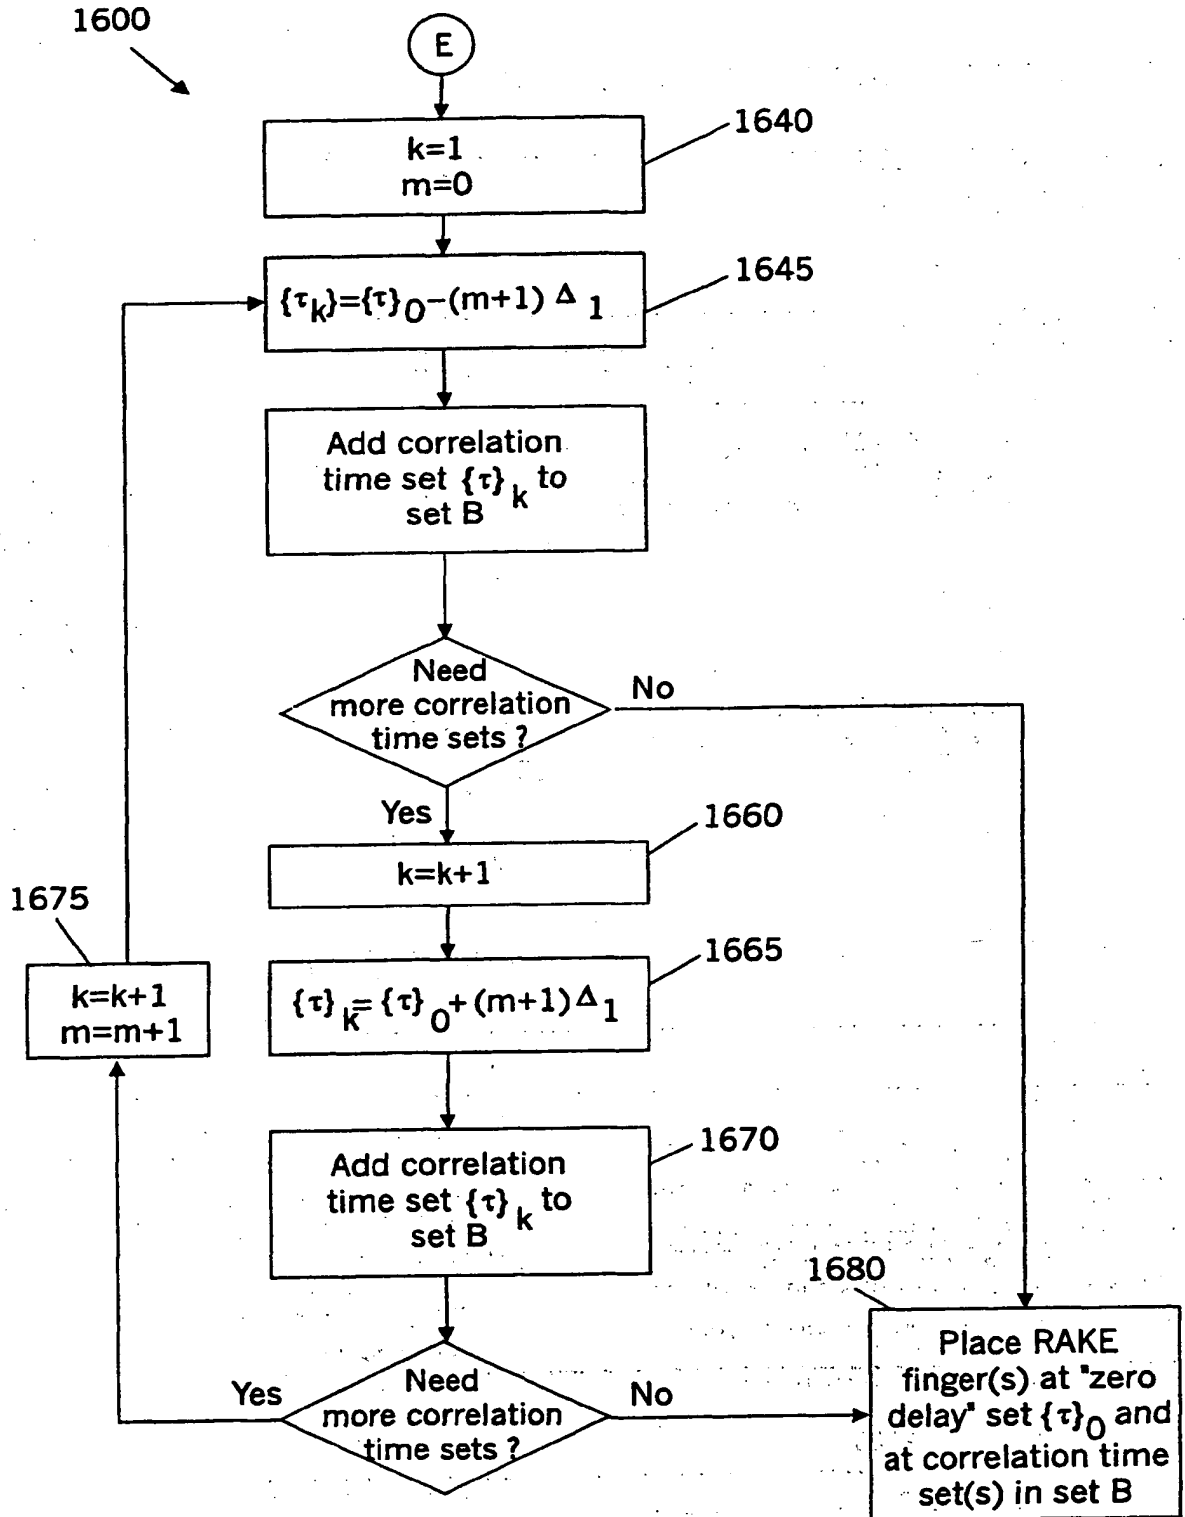 1600
E
1640
k=1
m=0
1645
{τk}={τ}0-(m+1) Δ1
Add correlation
time set {τ}k to
set B
Need
more correlation
time sets ?
No
Yes
1660
k=k+1
1675
k=k+1
m=m+1
1665
{τ}k={τ}0+(m+1) Δ1
1670
Add correlation
time set {τ}k to
set B
1680
Need
more correlation
time sets ?
Yes
No
Place RAKE
finger(s) at "zero
delay" set {τ}0 and
at correlation time
set(s) in set B